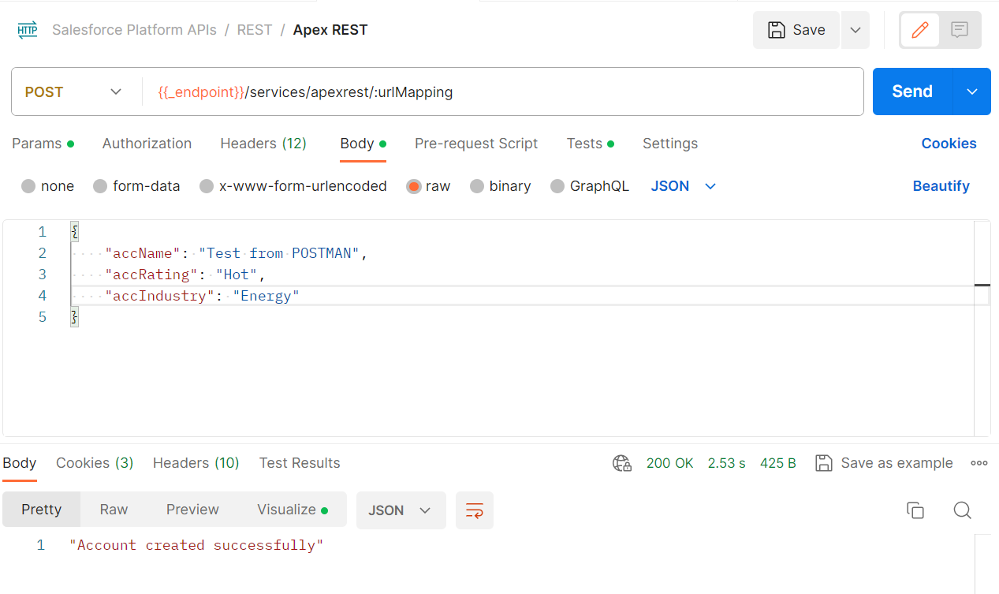 HTTP Salesforce Platform APIs / REST / Apex REST Save
POST {{_endpoint}}/services/apexrest/:urlMapping Send
Params Authorization Headers (12) Body Pre-request Script Tests Settings Cookies
none form-data x-www-form-urlencoded raw binary GraphQL JSON Beautify
1 {
2 "accName": "Test from POSTMAN",
3 "accRating": "Hot",
4 "accIndustry": "Energy"
5 }
Body Cookies (3) Headers (10) Test Results 200 OK 2.53 s 425 B Save as example
Pretty Raw Preview Visualize JSON
1 "Account created successfully"